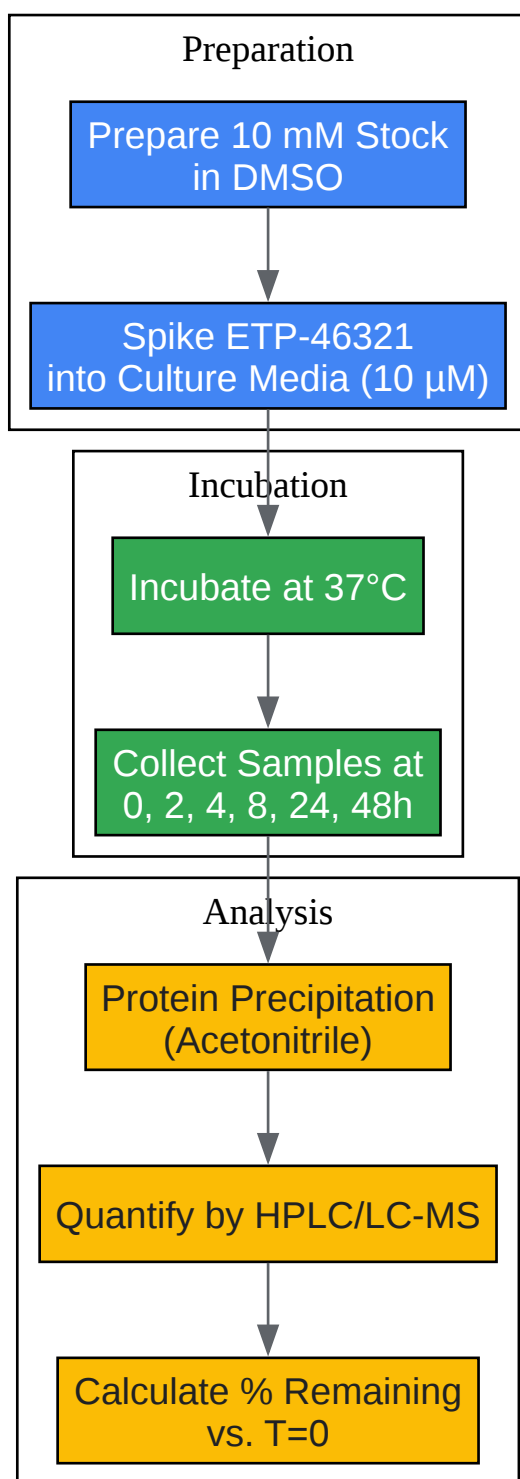 Preparation
Prepare 10 mM Stock
in DMSO
Spike ETP-46321
into Culture Media (10 µM)
Incubation
Incubate at 37°C
Collect Samples at
0, 2, 4, 8, 24, 48h
Analysis
Protein Precipitation
(Acetonitrile)
Quantify by HPLC/LC-MS
Calculate % Remaining
vs. T=0